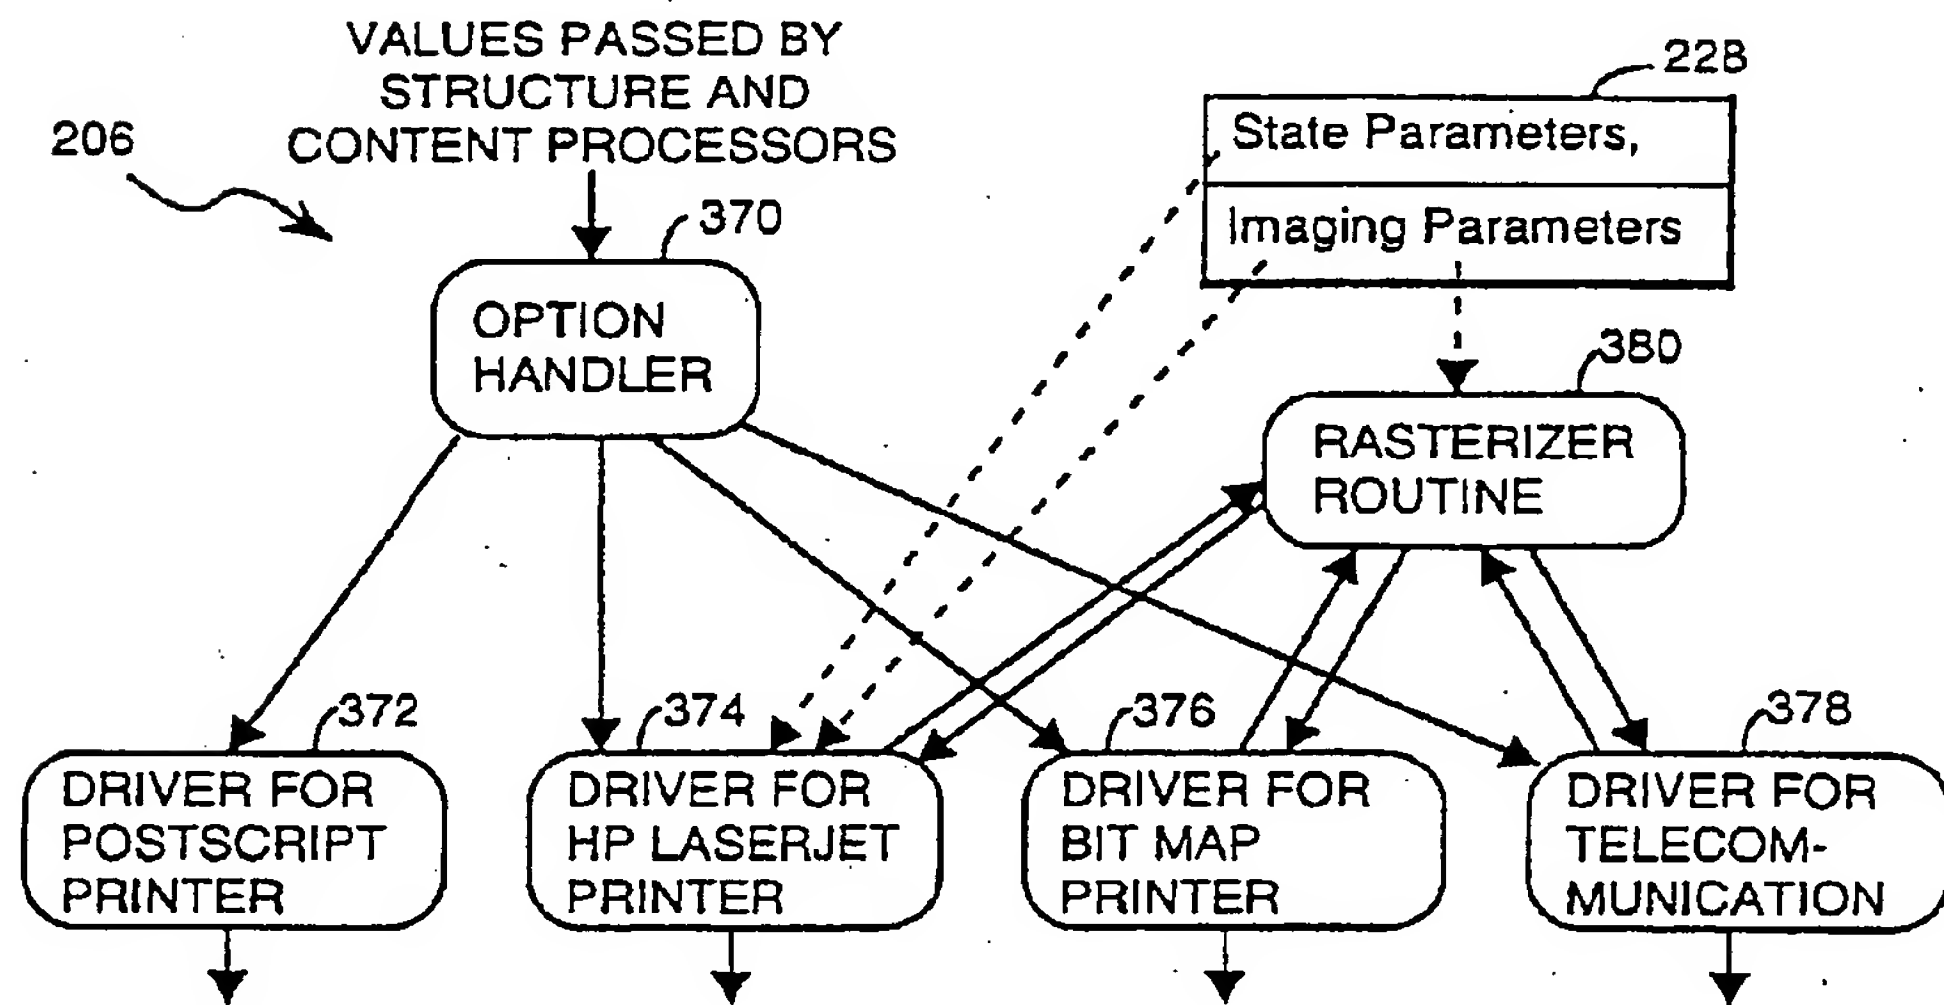 VALUES PASSED BY
STRUCTURE AND
CONTENT PROCESSORS
206
228
State Parameters,
Imaging Parameters
370
OPTION
HANDLER
380
RASTERIZER
ROUTINE
372
DRIVER FOR
POSTSCRIPT
PRINTER
374
DRIVER FOR
HP LASERJET
PRINTER
376
DRIVER FOR
BIT MAP
PRINTER
378
DRIVER FOR
TELECOM-
MUNICATION